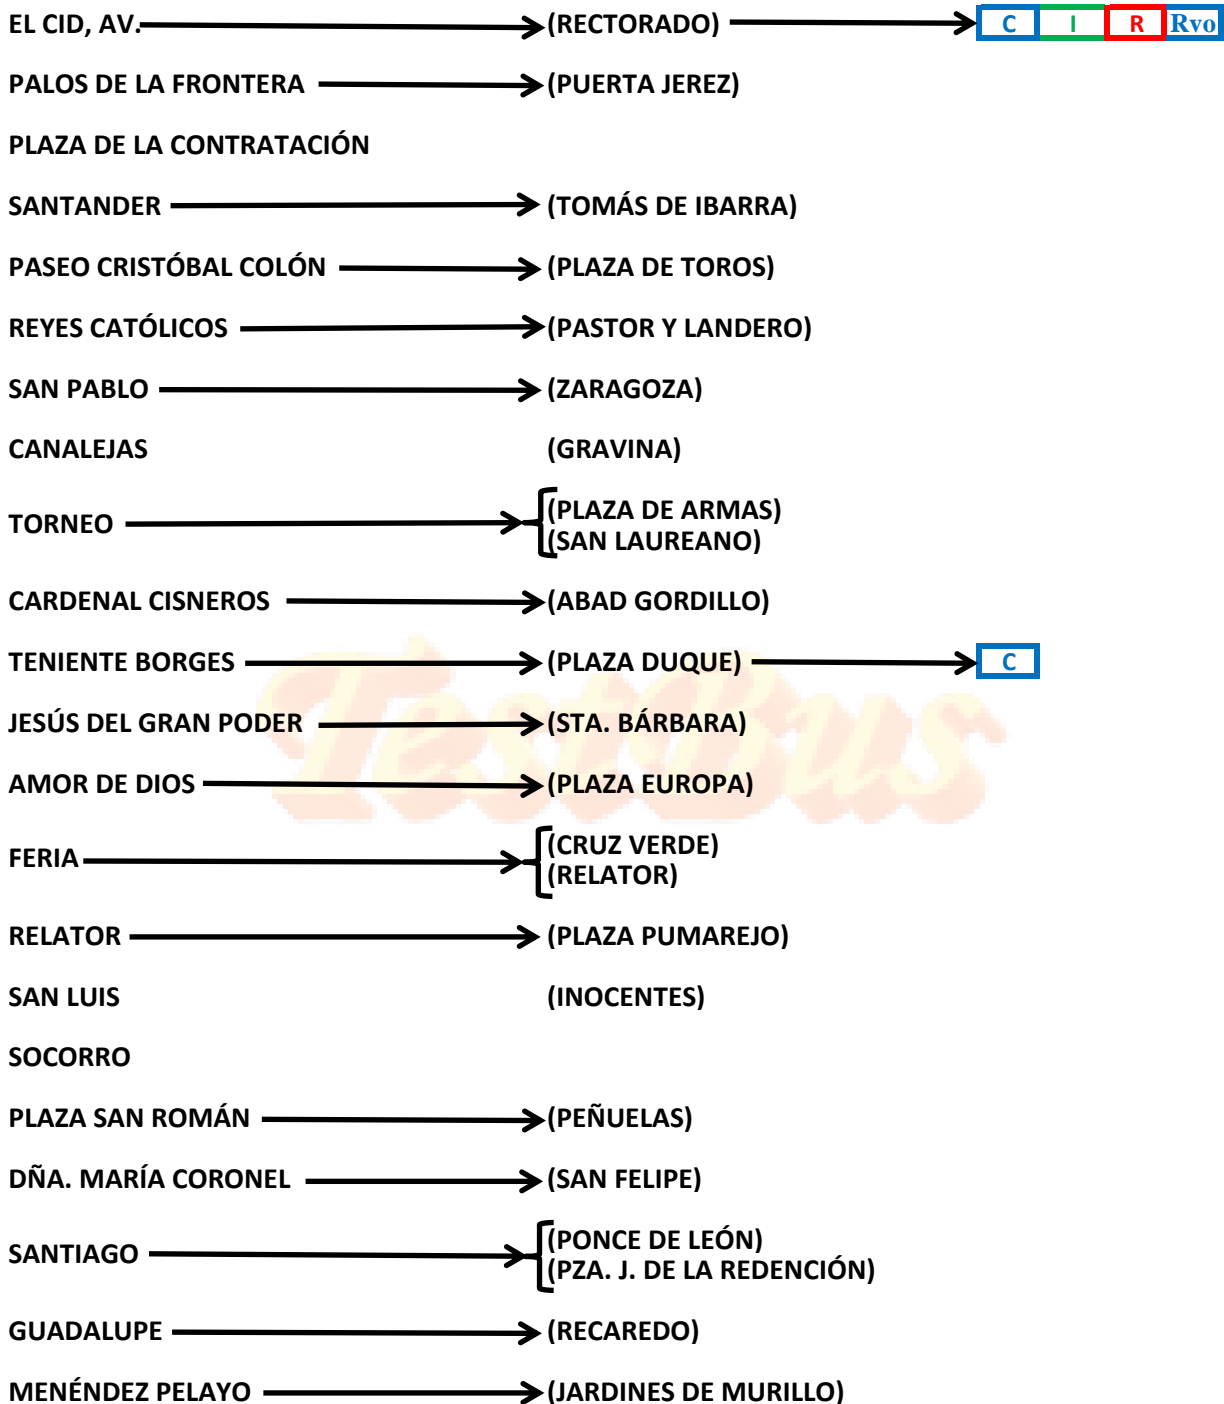 EL CID, AV. (RECTORADO) C I R Rvo
PALOS DE LA FRONTERA (PUERTA JEREZ)
PLAZA DE LA CONTRATACIÓN
SANTANDER (TOMÁS DE IBARRA)
PASEO CRISTÓBAL COLÓN (PLAZA DE TOROS)
REYES CATÓLICOS (PASTOR Y LANDERO)
SAN PABLO (ZARAGOZA)
CANALEJAS (GRAVINA)
TORNEO (PLAZA DE ARMAS)
(SAN LAUREANO)
CARDENAL CISNEROS (ABAD GORDILLO)
TENIENTE BORGES (PLAZA DUQUE) C
JESÚS DEL GRAN PODER (STA. BÁRBARA)
TestBus
AMOR DE DIOS (PLAZA EUROPA)
FERIA (CRUZ VERDE)
(RELATOR)
RELATOR (PLAZA PUMAREJO)
SAN LUIS (INOCENTES)
SOCORRO
PLAZA SAN ROMÁN (PEÑUELAS)
DÑA. MARÍA CORONEL (SAN FELIPE)
SANTIAGO (PONCE DE LEÓN)
(PZA. J. DE LA REDENCIÓN)
GUADALUPE (RECAREDO)
MENÉNDEZ PELAYO (JARDINES DE MURILLO)